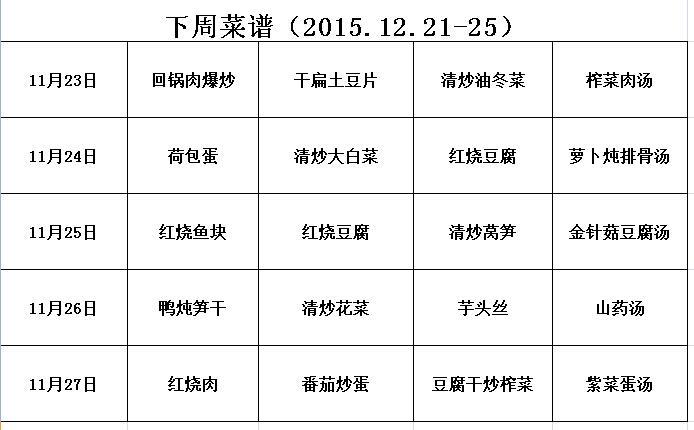 下周菜谱（2015.12.21-25）
11月23日 回锅肉爆炒 干扁土豆片 清炒油冬菜 榨菜肉汤
11月24日 荷包蛋 清炒大白菜 红烧豆腐 萝卜炖排骨汤
11月25日 红烧鱼块 红烧豆腐 清炒莴笋 金针菇豆腐汤
11月26日 鸭炖笋干 清炒花菜 芋头丝 山药汤
11月27日 红烧肉 番茄炒蛋 豆腐干炒榨菜 紫菜蛋汤